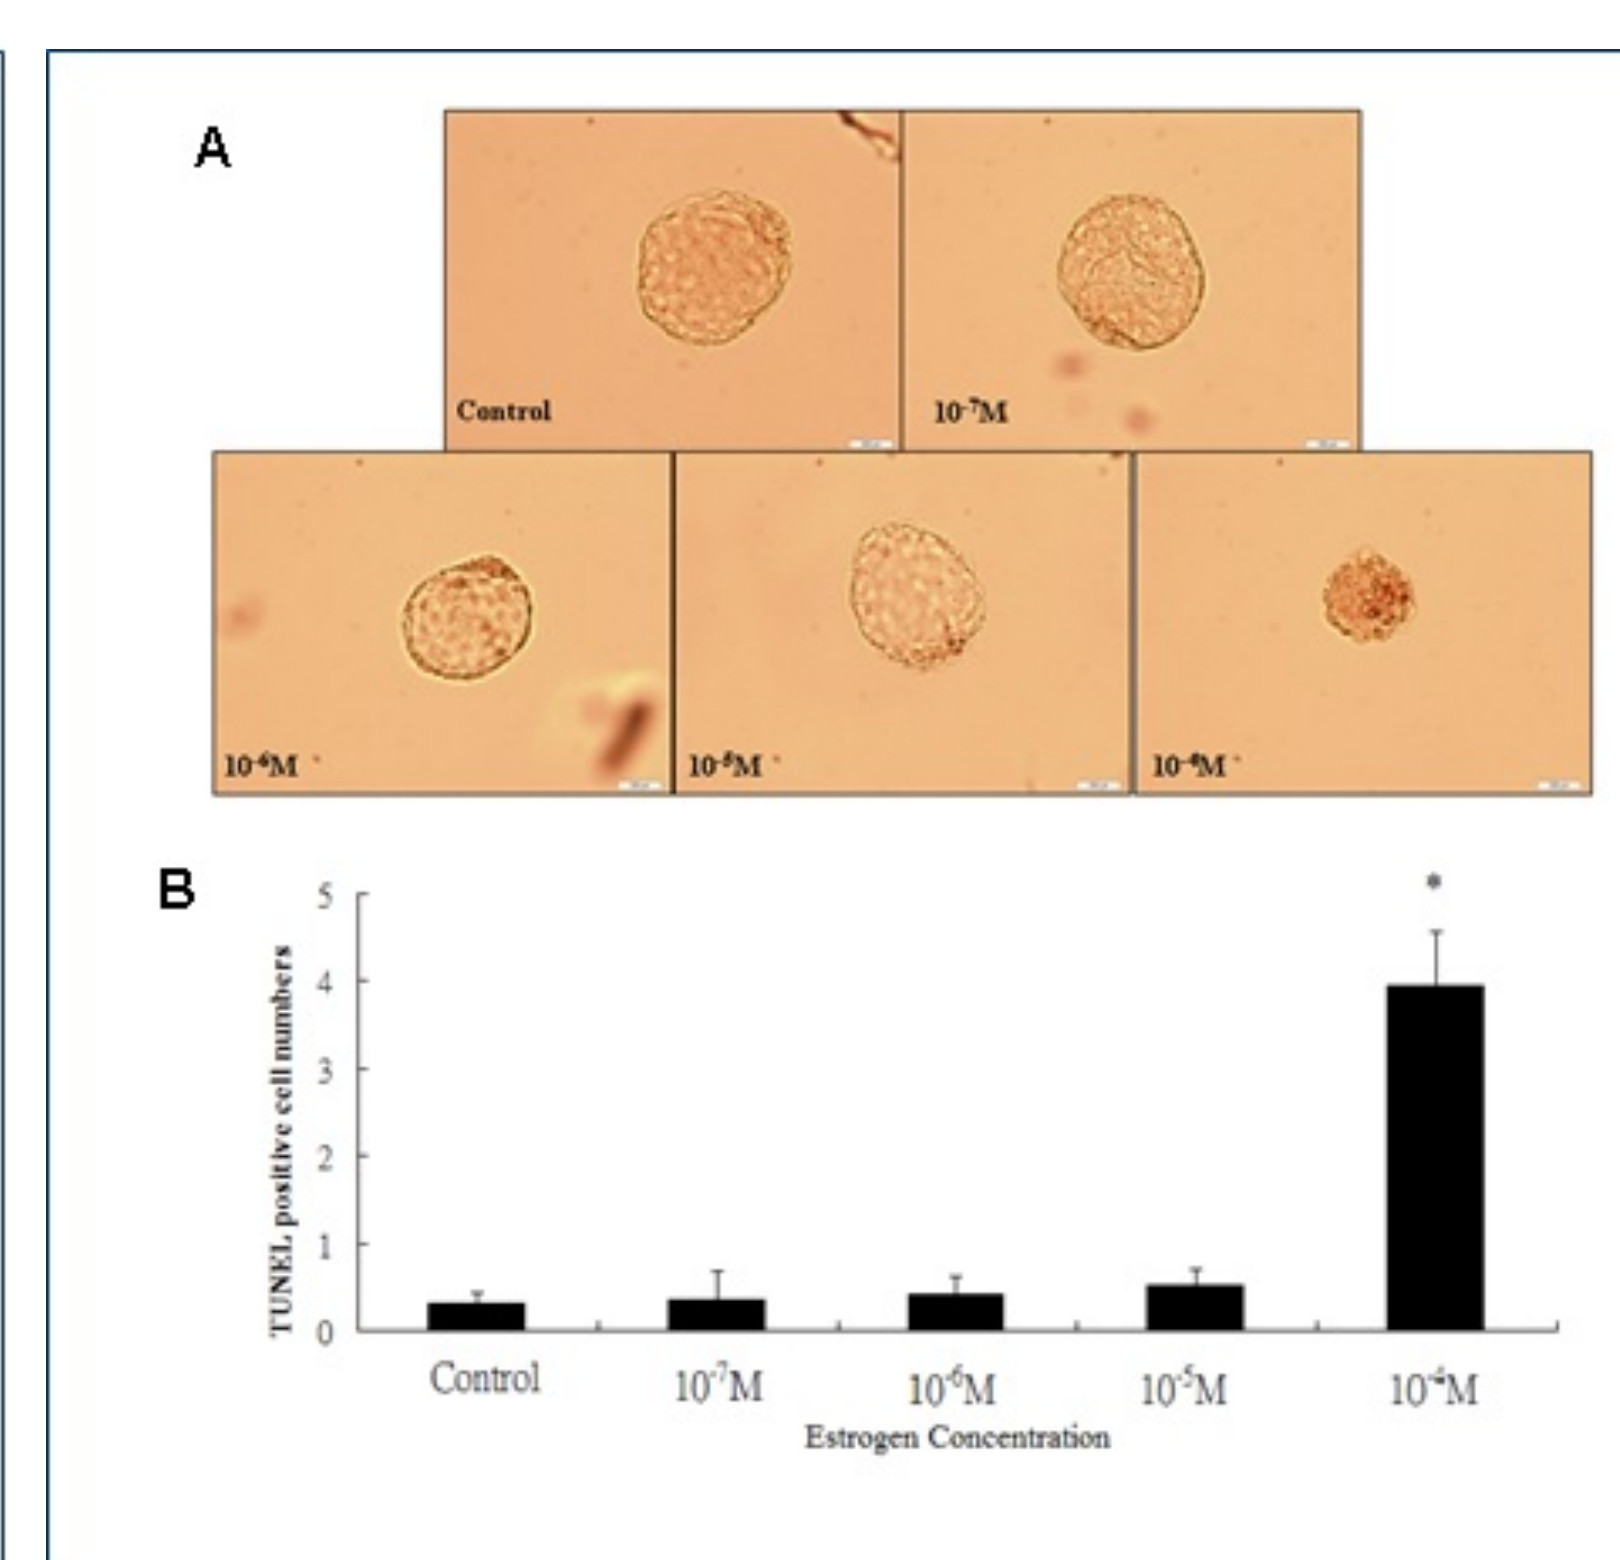 A
Control
10⁻⁷M
10⁻⁶M
10⁻⁵M
10⁻⁴M
B
5
4
3
2
1
0
TUNEL positive cell numbers
*
Control
10⁻⁷M
10⁻⁶M
10⁻⁵M
10⁻⁴M
Estrogen Concentration